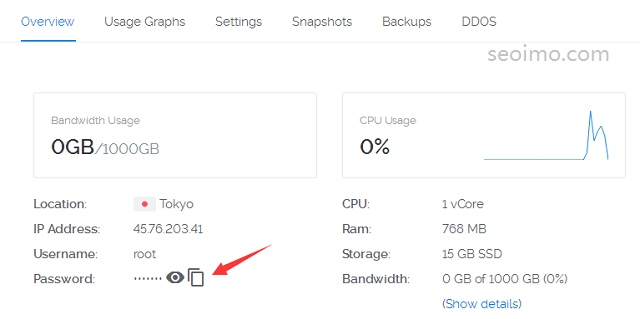 Overview Usage Graphs Settings Snapshots Backups DDOS
seoimo.com
Bandwidth Usage
0GB/1000GB
CPU Usage
0%
Location: Tokyo
IP Address: 45.76.203.41
Username: root
Password: ·······
CPU: 1 vCore
Ram: 768 MB
Storage: 15 GB SSD
Bandwidth: 0 GB of 1000 GB (0%)
(Show details)